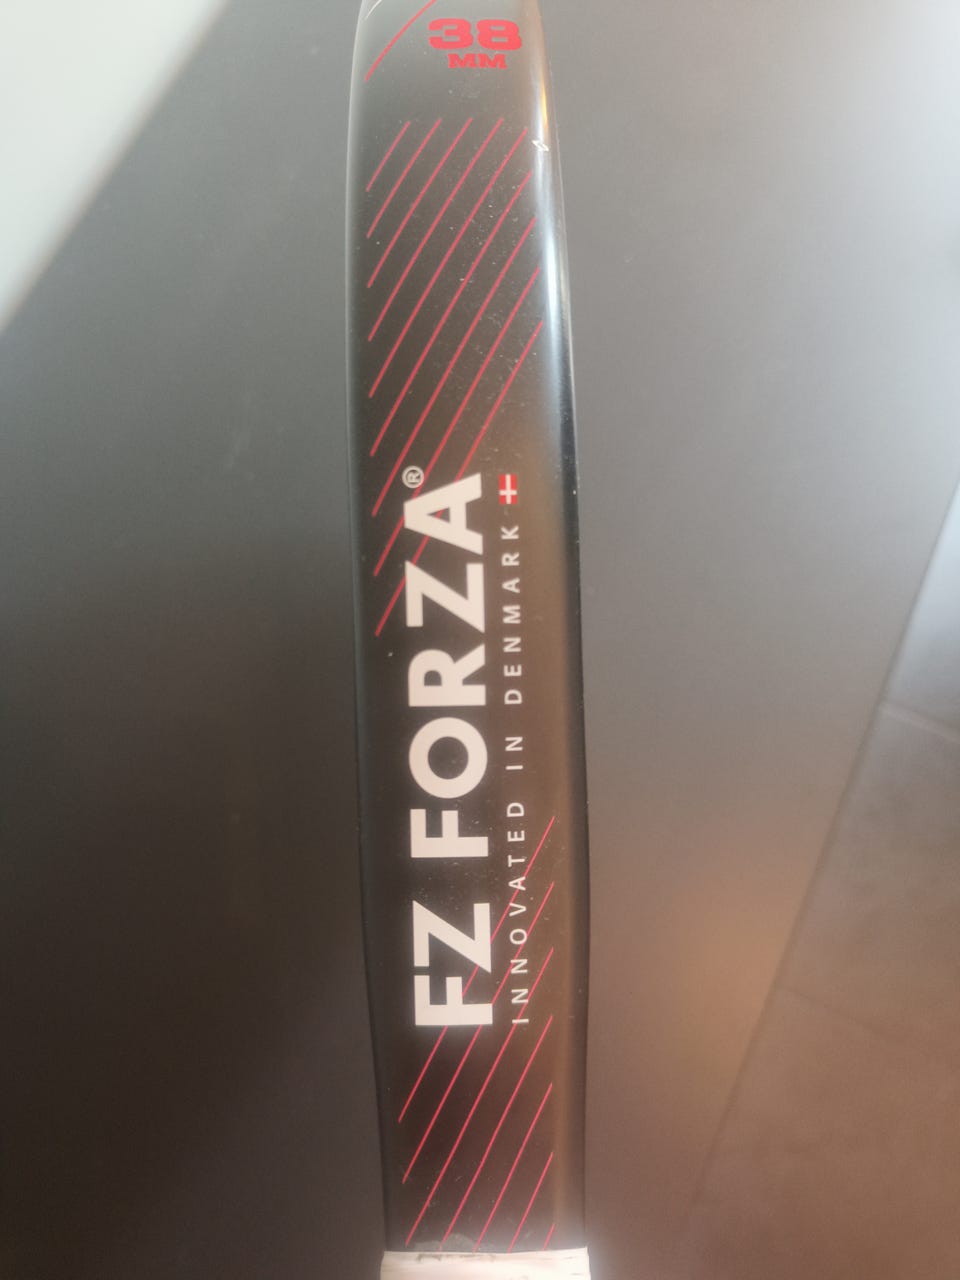 38
MM
FZ FORZA®
INNOVATED IN DENMARK